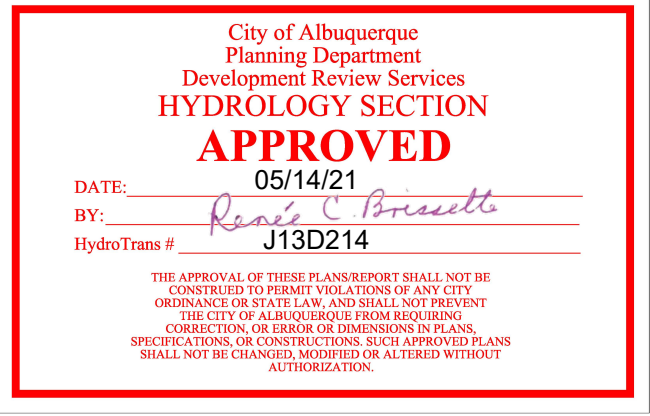 City of Albuquerque
Planning Department
Development Review Services
HYDROLOGY SECTION
APPROVED
DATE: 05/14/21
BY: Renée C. Brissette
HydroTrans # J13D214
THE APPROVAL OF THESE PLANS/REPORT SHALL NOT BE
CONSTRUED TO PERMIT VIOLATIONS OF ANY CITY
ORDINANCE OR STATE LAW, AND SHALL NOT PREVENT
THE CITY OF ALBUQUERQUE FROM REQUIRING
CORRECTION, OR ERROR OR DIMENSIONS IN PLANS,
SPECIFICATIONS, OR CONSTRUCTIONS. SUCH APPROVED PLANS
SHALL NOT BE CHANGED, MODIFIED OR ALTERED WITHOUT
AUTHORIZATION.